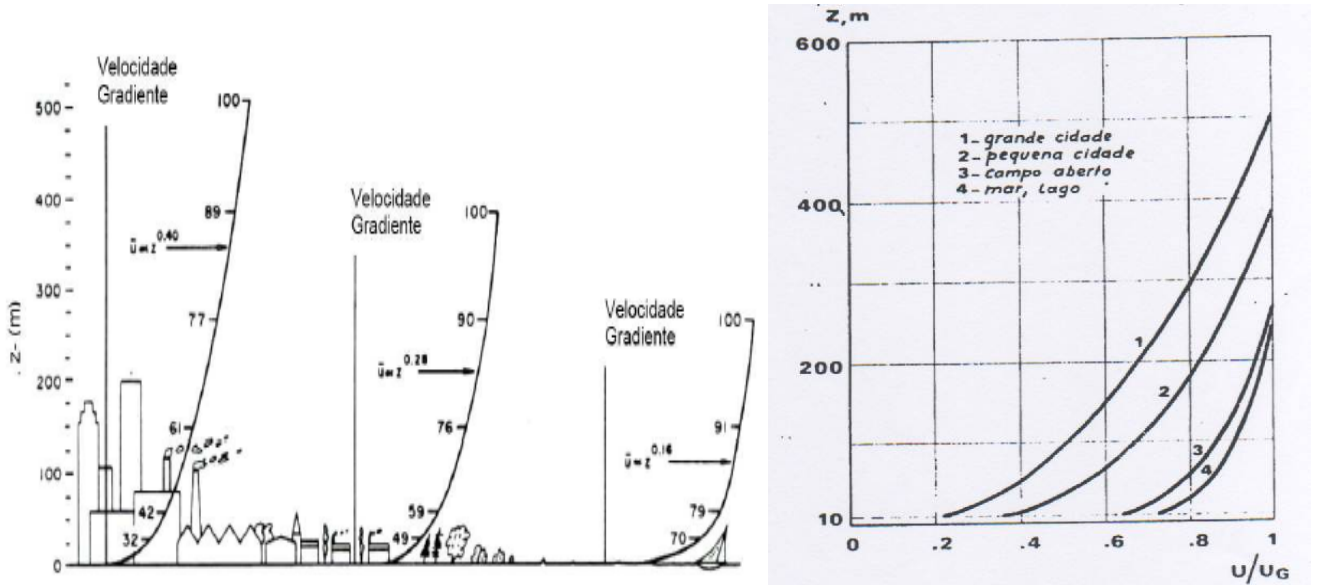 Velocidade
Gradiente
500
400
300
200
100
0
Z-(m)
100
89
ū∝z^0.40
77
61
42
32
Velocidade
Gradiente
100
90
ū∝z^0.28
76
59
49
Velocidade
Gradiente
100
91
ū∝z^0.16
79
70
Z,m
600
400
200
10
1-grande cidade
2-pequena cidade
3-campo aberto
4-mar, lago
1
2
3
4
0 .2 .4 .6 .8 1
U/UG